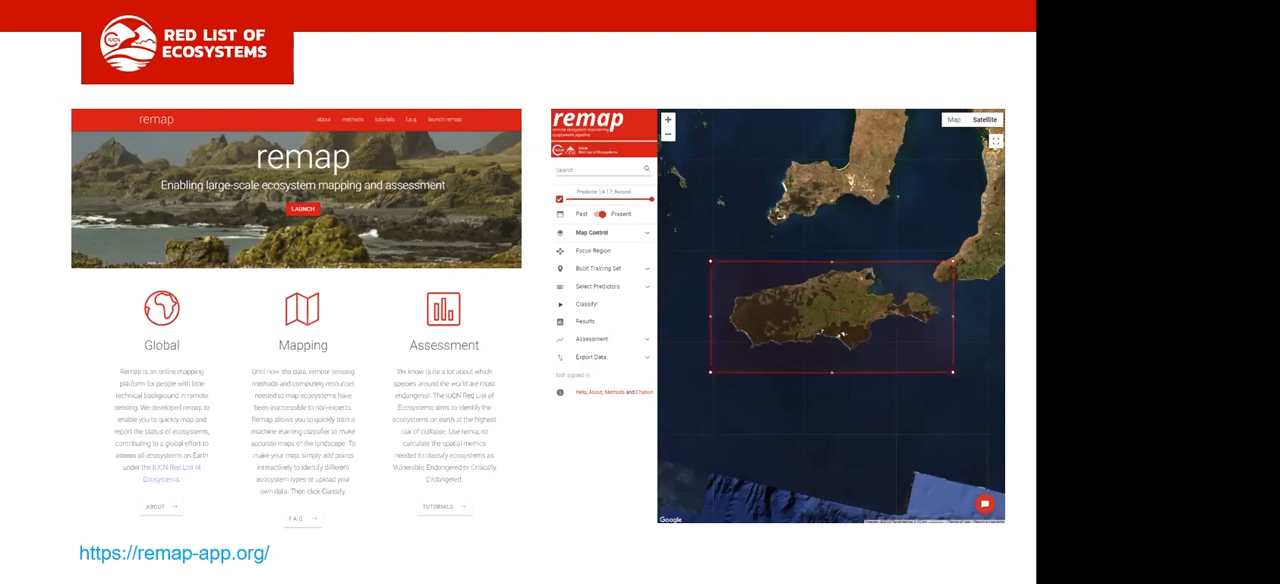 IUCN
RED LIST OF
ECOSYSTEMS
remap
about methods tutorials f.a.q. launch remap
remap
Enabling large-scale ecosystem mapping and assessment
LAUNCH
Global
Remap is an online mapping
platform for people with little
technical background in remote
sensing. We developed remap to
enable you to quickly map and
report the status of ecosystems,
contributing to a global effort to
assess all ecosystems on Earth
under the IUCN Red List of
Ecosystems.
ABOUT →
Mapping
Until now, the data, remote sensing
methods and computing resources
needed to map ecosystems have
been inaccessible to non-experts.
Remap allows you to quickly train a
machine learning classifier to make
accurate maps of the landscape. To
make your map, simply add points
interactively to identify different
ecosystem types or upload your
own data. Then click Classify.
F.A.Q →
Assessment
We know quite a lot about which
species around the world are most
endangered. The IUCN Red List of
Ecosystems aims to identify the
ecosystems on earth at the highest
risk of collapse. Use remap to
calculate the spatial metrics
needed to classify ecosystems as
Vulnerable, Endangered or Critically
Endangered.
TUTORIALS →
https://remap-app.org/
remap
remote ecosystem monitoring
assessment pipeline
Red List of Ecosystems
Search
Past Present
Map Control
Focus Region
Build Training Set
Select Predictors
Classify!
Results
Assessment
Export Data
Not signed in.
Help, About, Methods and Citation
+
−
Map Satellite
Google